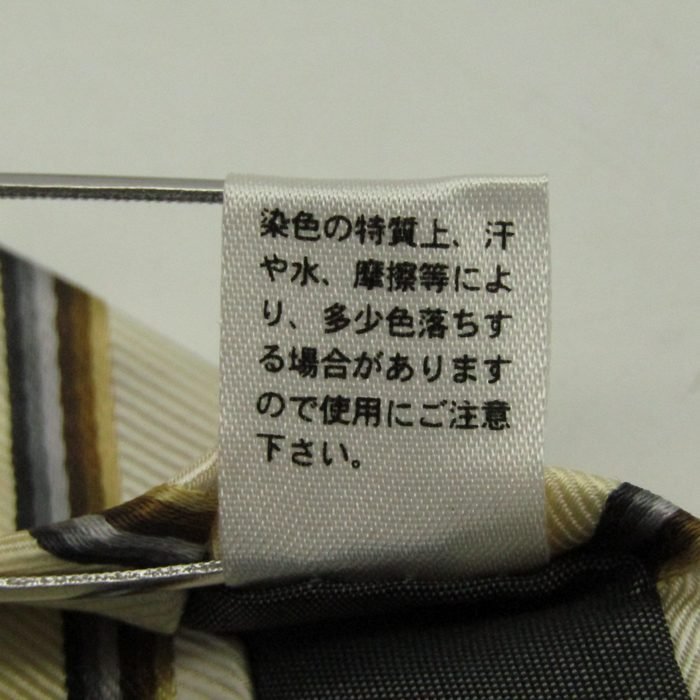 染色の特質上、汗
や水、摩擦等によ
り、多少色落ちす
る場合があります
ので使用にご注意
下さい。